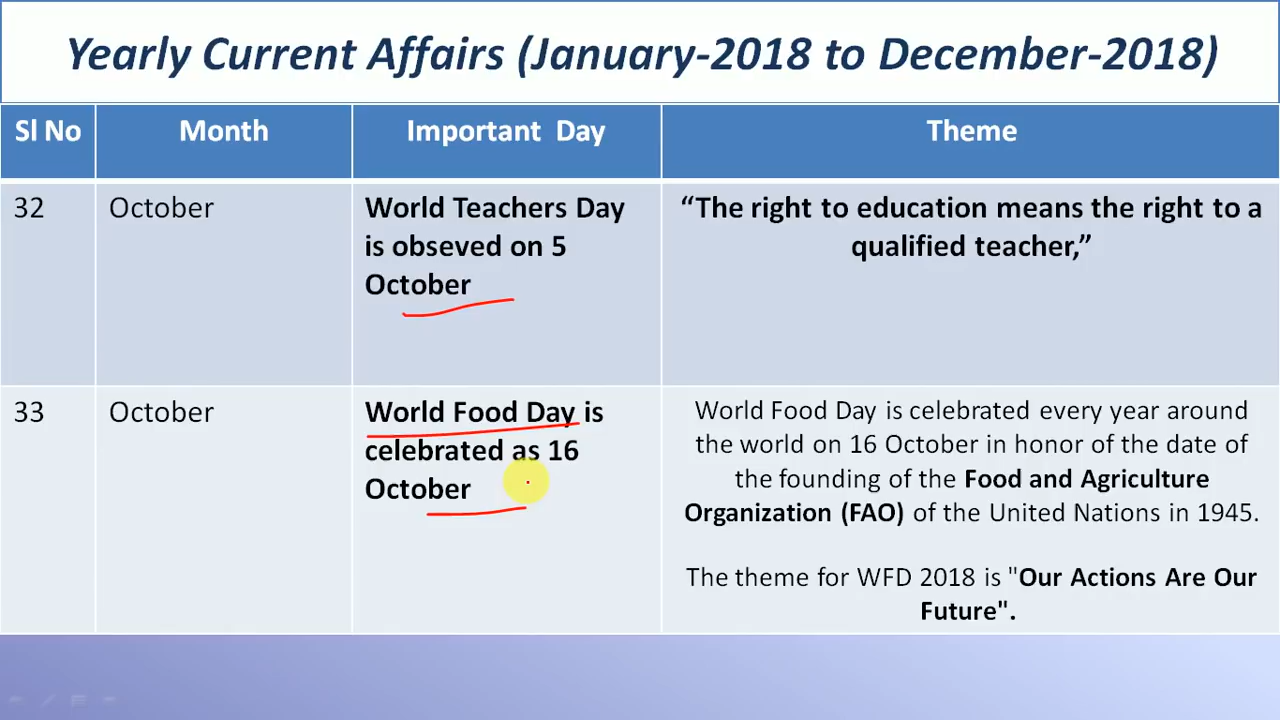 Yearly Current Affairs (January-2018 to December-2018)
Sl No
Month
Important Day
Theme
32
October
World Teachers Day
is obseved on 5
October
“The right to education means the right to a
qualified teacher,”
33
October
World Food Day is
celebrated as 16
October
World Food Day is celebrated every year around
the world on 16 October in honor of the date of
the founding of the Food and Agriculture
Organization (FAO) of the United Nations in 1945.
The theme for WFD 2018 is "Our Actions Are Our
Future".